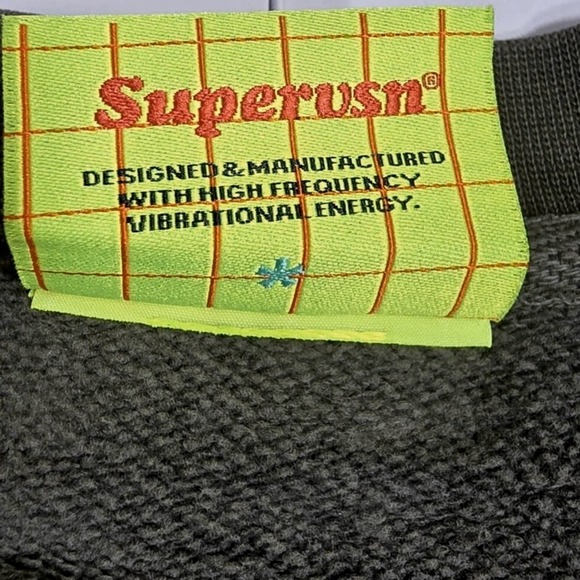 Supervsn®
DESIGNED & MANUFACTURED
WITH HIGH FREQUENCY
VIBRATIONAL ENERGY.